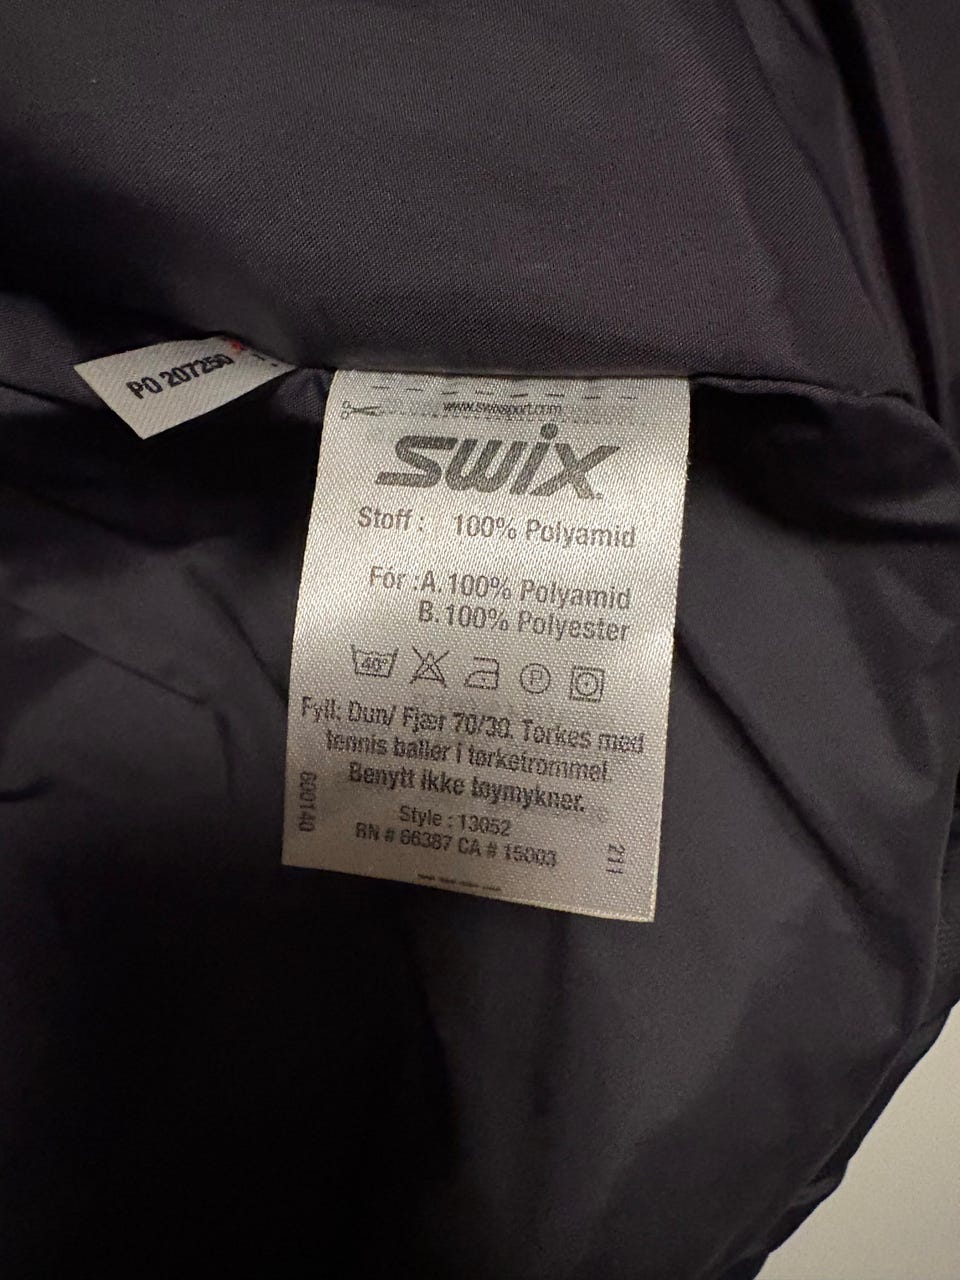 PO 207250
www.swixsport.com
swix
Stoff : 100% Polyamid
Fór :A.100% Polyamid
B.100% Polyester
40°
P
Fyll: Dun/ Fjær 70/30. Tørkes med
tennis baller i tørketrommel.
Benytt ikke tøymykner.
Style : 13052
RN # 66387 CA # 15003
600140
211